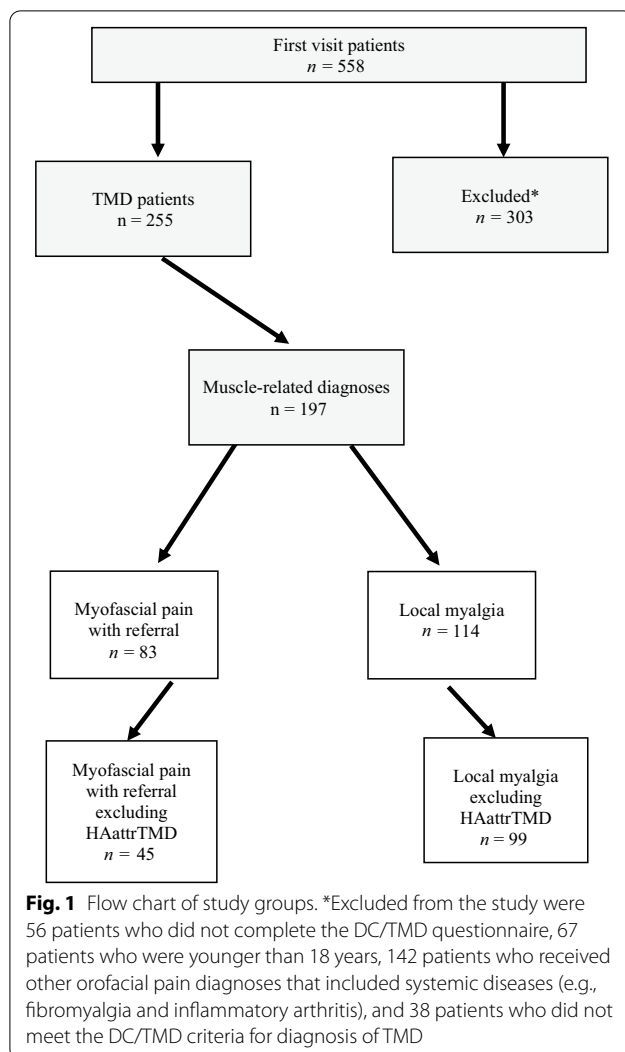 First visit patients
n = 558
TMD patients
n = 255
Excluded*
n = 303
Muscle-related diagnoses
n = 197
Myofascial pain
with referral
n = 83
Local myalgia
n = 114
Myofascial pain
with referral
excluding
HAattrTMD
n = 45
Local myalgia
excluding
HAattrTMD
n = 99
Fig. 1 Flow chart of study groups. *Excluded from the study were
56 patients who did not complete the DC/TMD questionnaire, 67
patients who were younger than 18 years, 142 patients who received
other orofacial pain diagnoses that included systemic diseases (e.g.,
fibromyalgia and inflammatory arthritis), and 38 patients who did not
meet the DC/TMD criteria for diagnosis of TMD